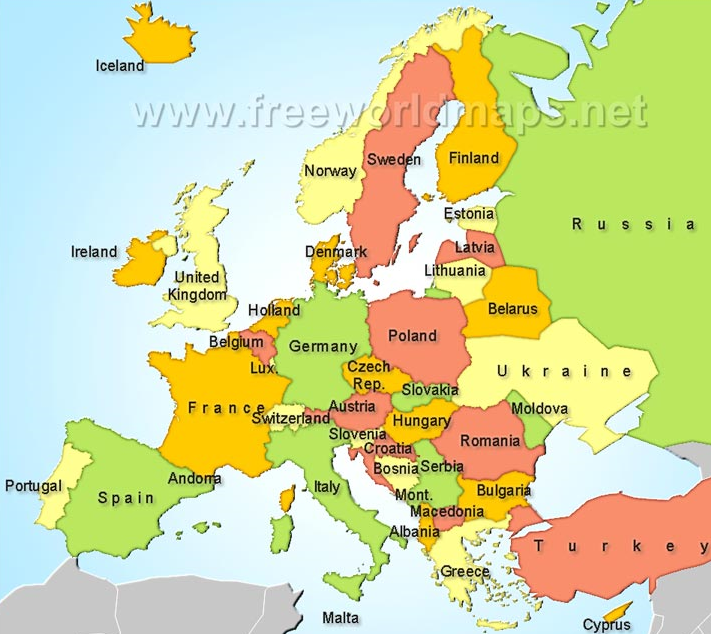 Iceland
www.freeworldmaps.net
Norway
Sweden
Finland
Estonia
Russia
Ireland
Denmark
Latvia
Lithuania
United
Kingdom
Holland
Belarus
Belgium
Germany
Poland
Lux.
Czech
Rep.
Ukraine
Slovakia
France
Switzerland
Austria
Moldova
Hungary
Slovenia
Croatia
Romania
Bosnia
Serbia
Andorra
Portugal
Spain
Italy
Mont.
Bulgaria
Macedonia
Albania
Turkey
Greece
Malta
Cyprus